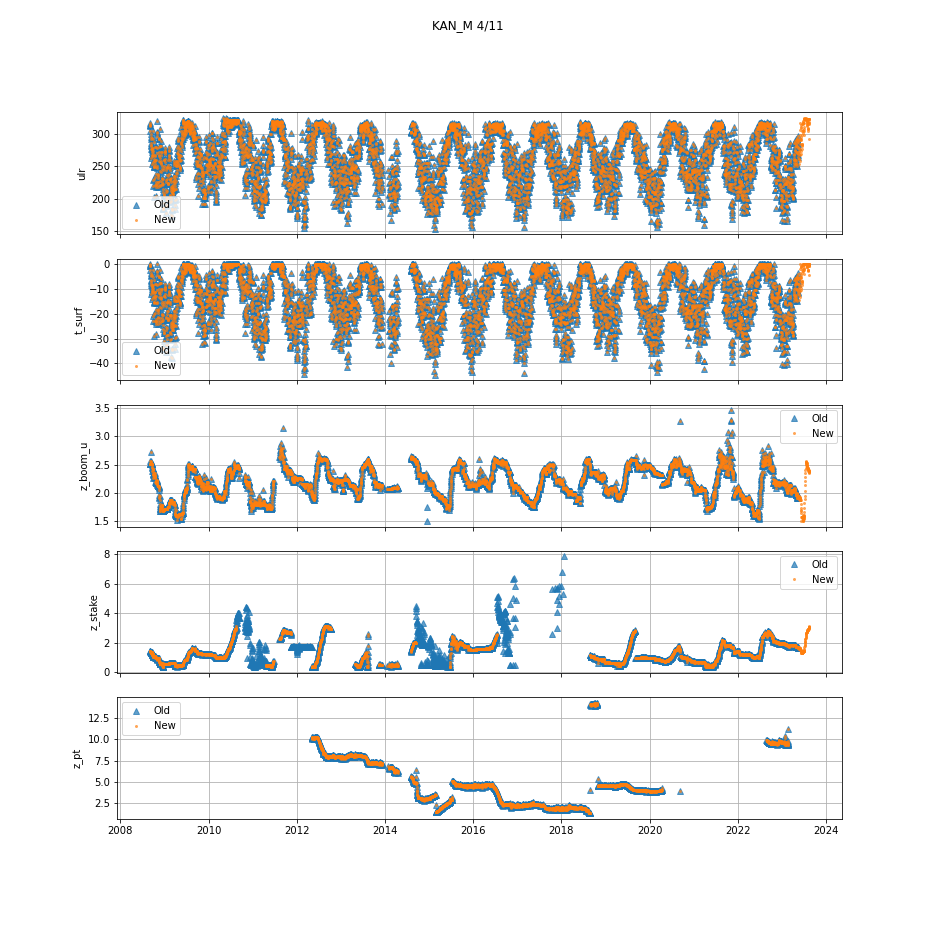 KAN_M 4/11
300
250
200
150
ulr
Old
New
0
−10
−20
−30
−40
t_surf
Old
New
3.5
3.0
2.5
2.0
1.5
z_boom_u
Old
New
8
6
4
2
0
z_stake
Old
New
12.5
10.0
7.5
5.0
2.5
z_pt
Old
New
2008 2010 2012 2014 2016 2018 2020 2022 2024